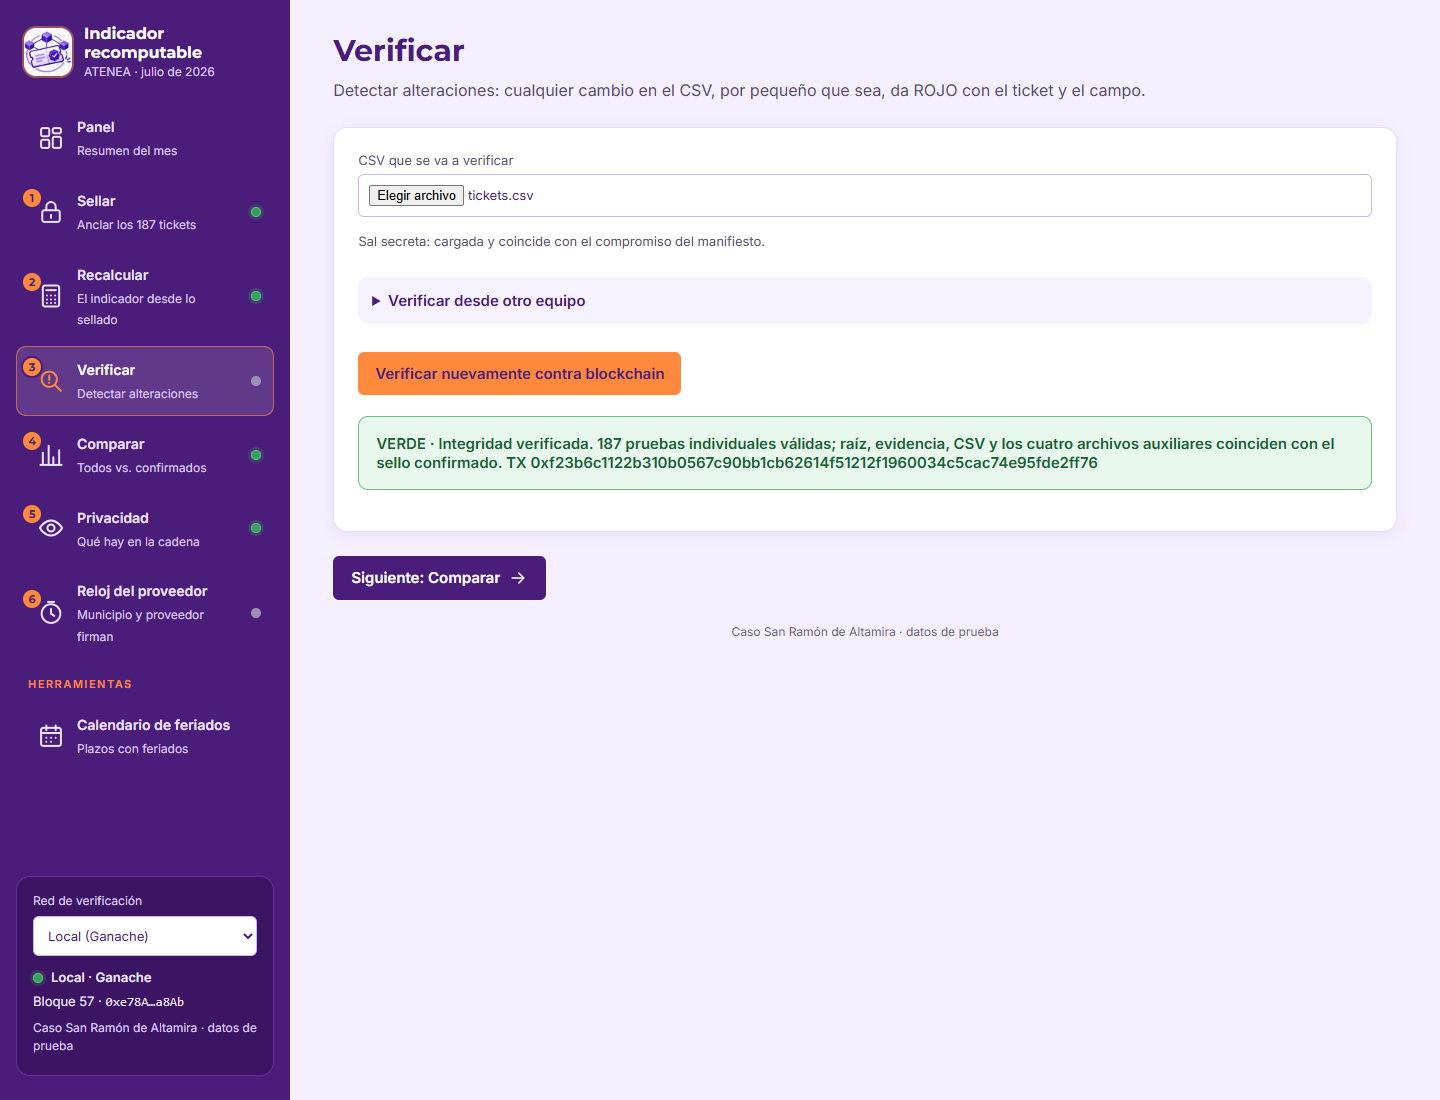 Indicador
recomputable
ATENEA · julio de 2026
Panel
Resumen del mes
1
Sellar
Anclar los 187 tickets
2
Recalcular
El indicador desde lo
sellado
3
Verificar
Detectar alteraciones
4
Comparar
Todos vs. confirmados
5
Privacidad
Qué hay en la cadena
6
Reloj del proveedor
Municipio y proveedor
firman
HERRAMIENTAS
Calendario de feriados
Plazos con feriados
Red de verificación
Local (Ganache)
Local · Ganache
Bloque 57 · 0xe78A…a8Ab
Caso San Ramón de Altamira · datos de
prueba
Verificar
Detectar alteraciones: cualquier cambio en el CSV, por pequeño que sea, da ROJO con el ticket y el campo.
CSV que se va a verificar
Elegir archivo tickets.csv
Sal secreta: cargada y coincide con el compromiso del manifiesto.
Verificar desde otro equipo
Verificar nuevamente contra blockchain
VERDE · Integridad verificada. 187 pruebas individuales válidas; raíz, evidencia, CSV y los cuatro archivos auxiliares coinciden con el
sello confirmado. TX 0xf23b6c1122b310b0567c90bb1cb62614f51212f1960034c5cac74e95fde2ff76
Siguiente: Comparar
Caso San Ramón de Altamira · datos de prueba